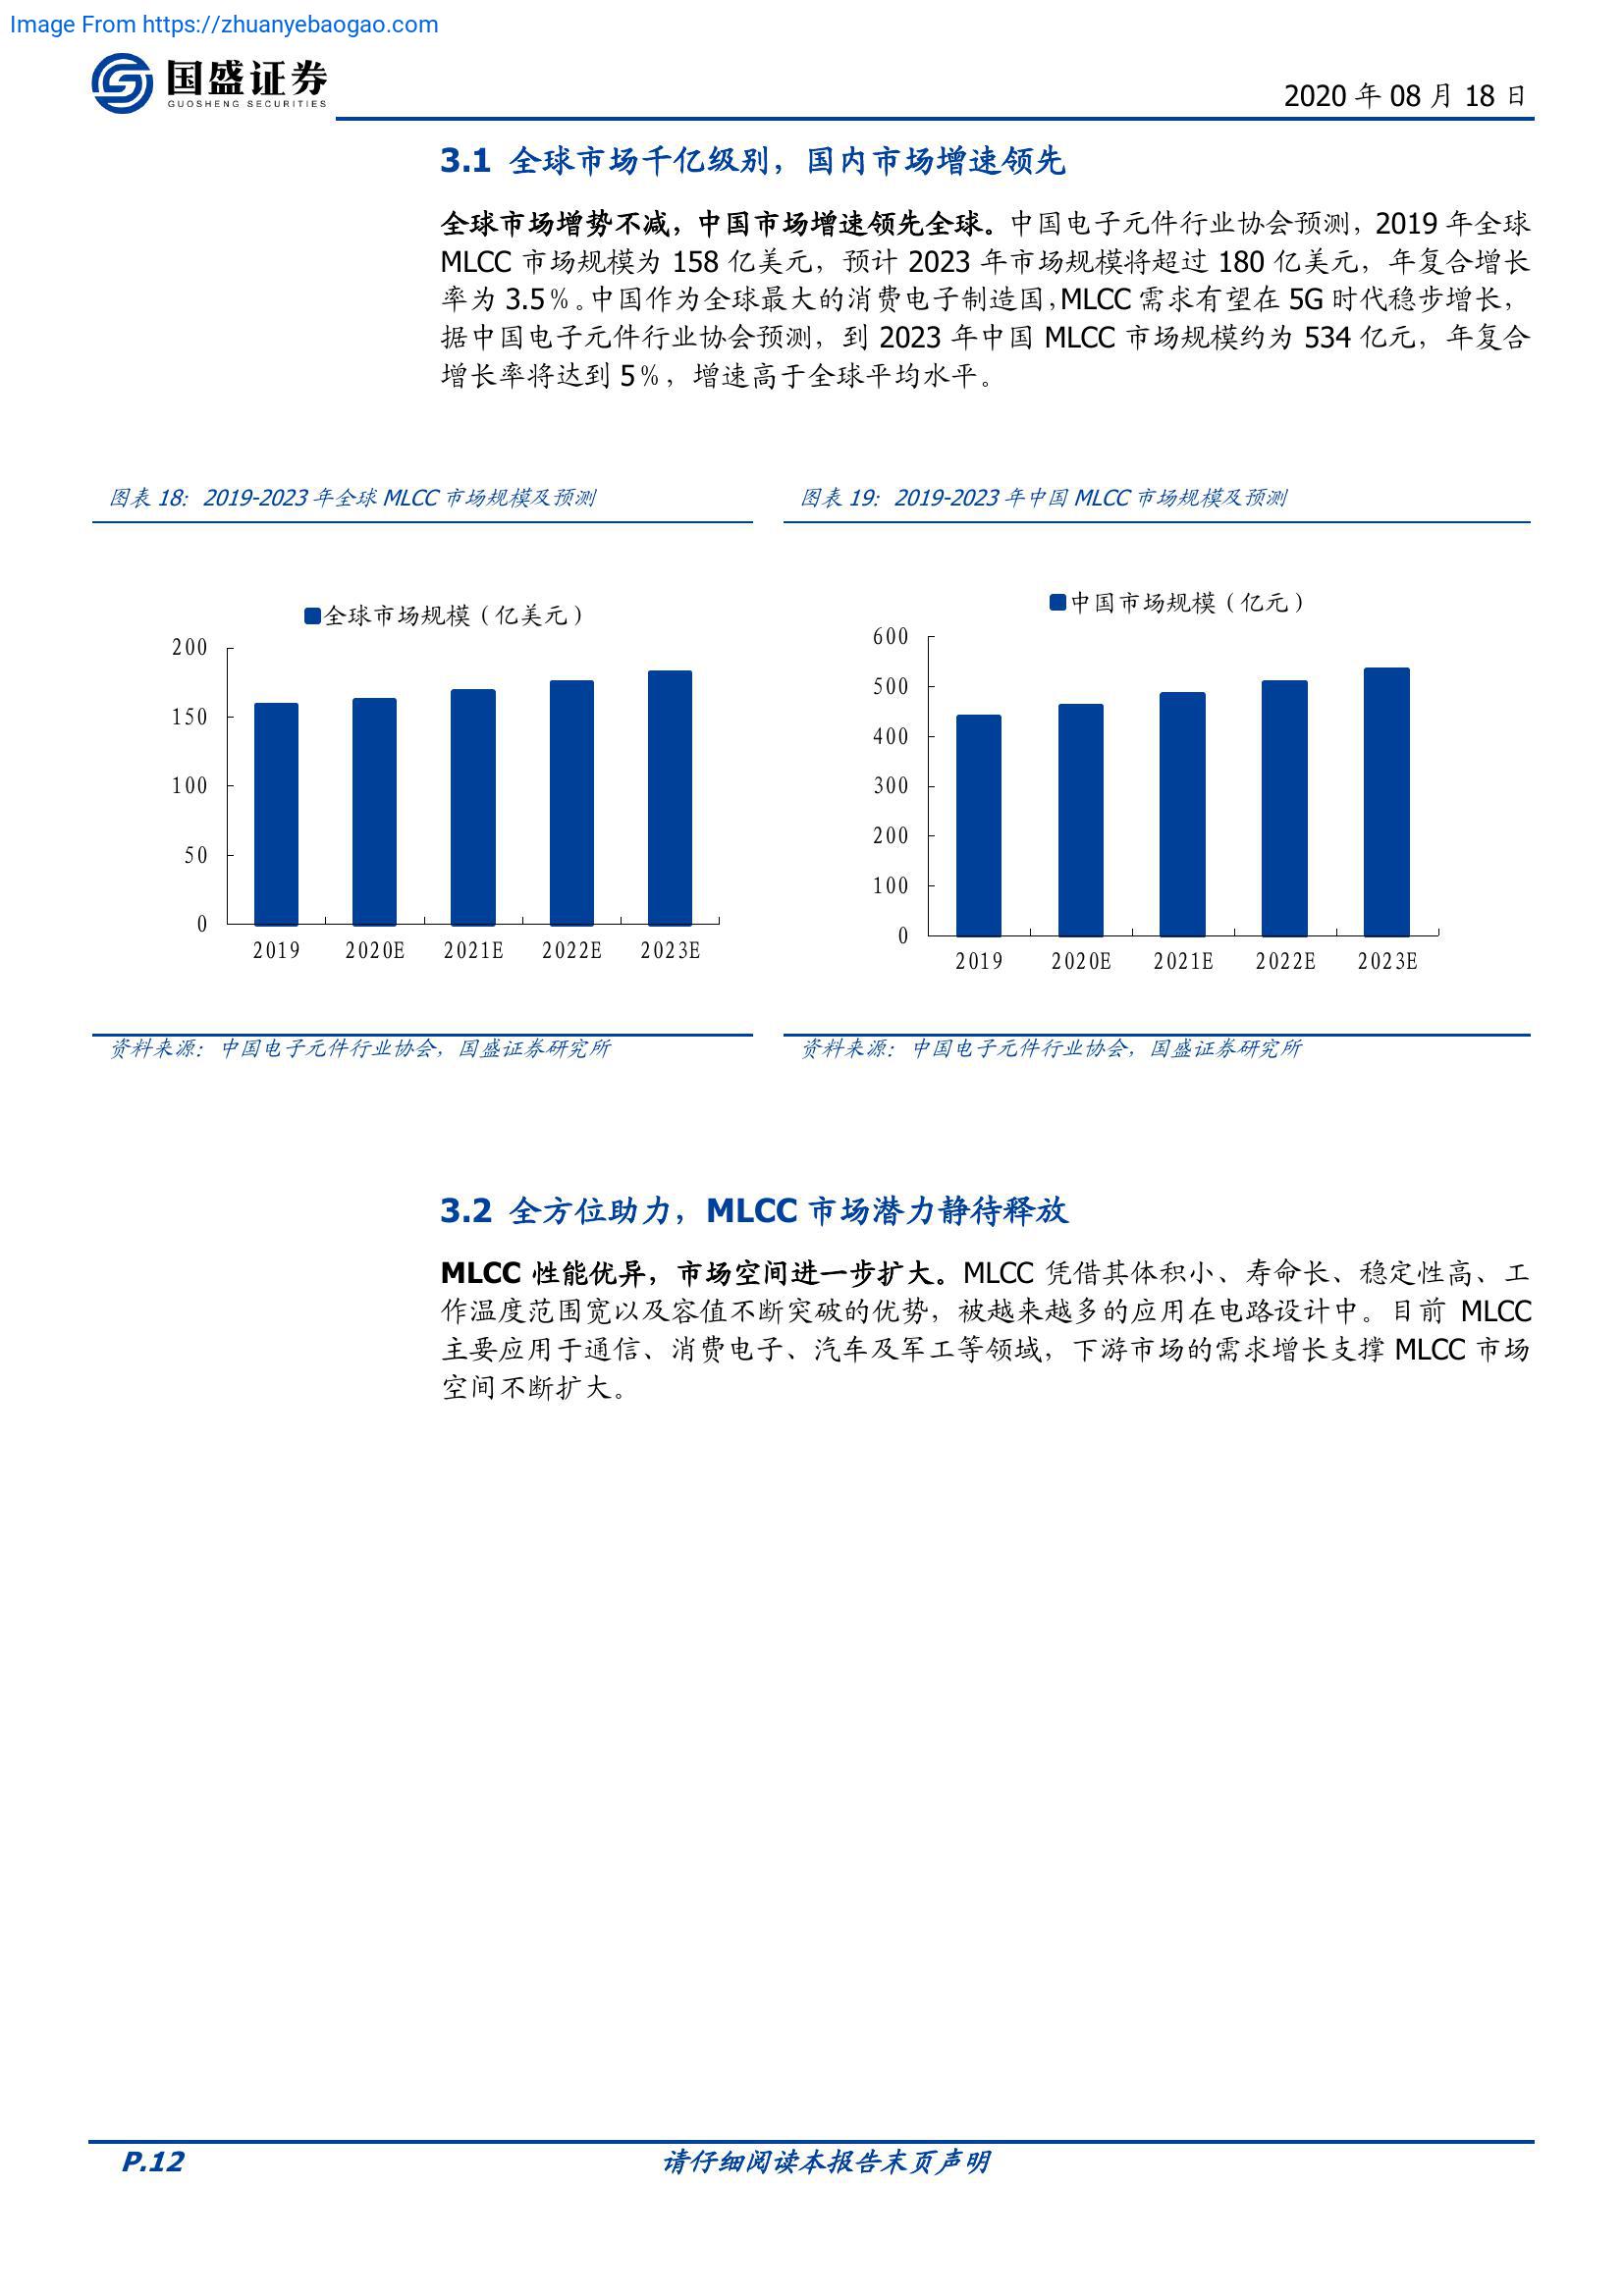 Image From https://zhuanyebaogao.com
国盛证券
GUOSHENG SECURITIES
2020 年 08 月 18 日
3.1 全球市场千亿级别，国内市场增速领先
全球市场增势不减，中国市场增速领先全球。中国电子元件行业协会预测，2019 年全球
MLCC 市场规模为 158 亿美元，预计 2023 年市场规模将超过 180 亿美元，年复合增长
率为 3.5%。中国作为全球最大的消费电子制造国，MLCC 需求有望在 5G 时代稳步增长，
据中国电子元件行业协会预测，到 2023 年中国 MLCC 市场规模约为 534 亿元，年复合
增长率将达到 5%，增速高于全球平均水平。
图表 18：2019-2023 年全球 MLCC 市场规模及预测
全球市场规模（亿美元）
200
150
100
50
0
2019 2020E 2021E 2022E 2023E
资料来源：中国电子元件行业协会，国盛证券研究所
图表 19：2019-2023 年中国 MLCC 市场规模及预测
中国市场规模（亿元）
600
500
400
300
200
100
0
2019 2020E 2021E 2022E 2023E
资料来源：中国电子元件行业协会，国盛证券研究所
3.2 全方位助力，MLCC 市场潜力静待释放
MLCC 性能优异，市场空间进一步扩大。MLCC 凭借其体积小、寿命长、稳定性高、工
作温度范围宽以及容值不断突破的优势，被越来越多的应用在电路设计中。目前 MLCC
主要应用于通信、消费电子、汽车及军工等领域，下游市场的需求增长支撑 MLCC 市场
空间不断扩大。
P.12
请仔细阅读本报告末页声明